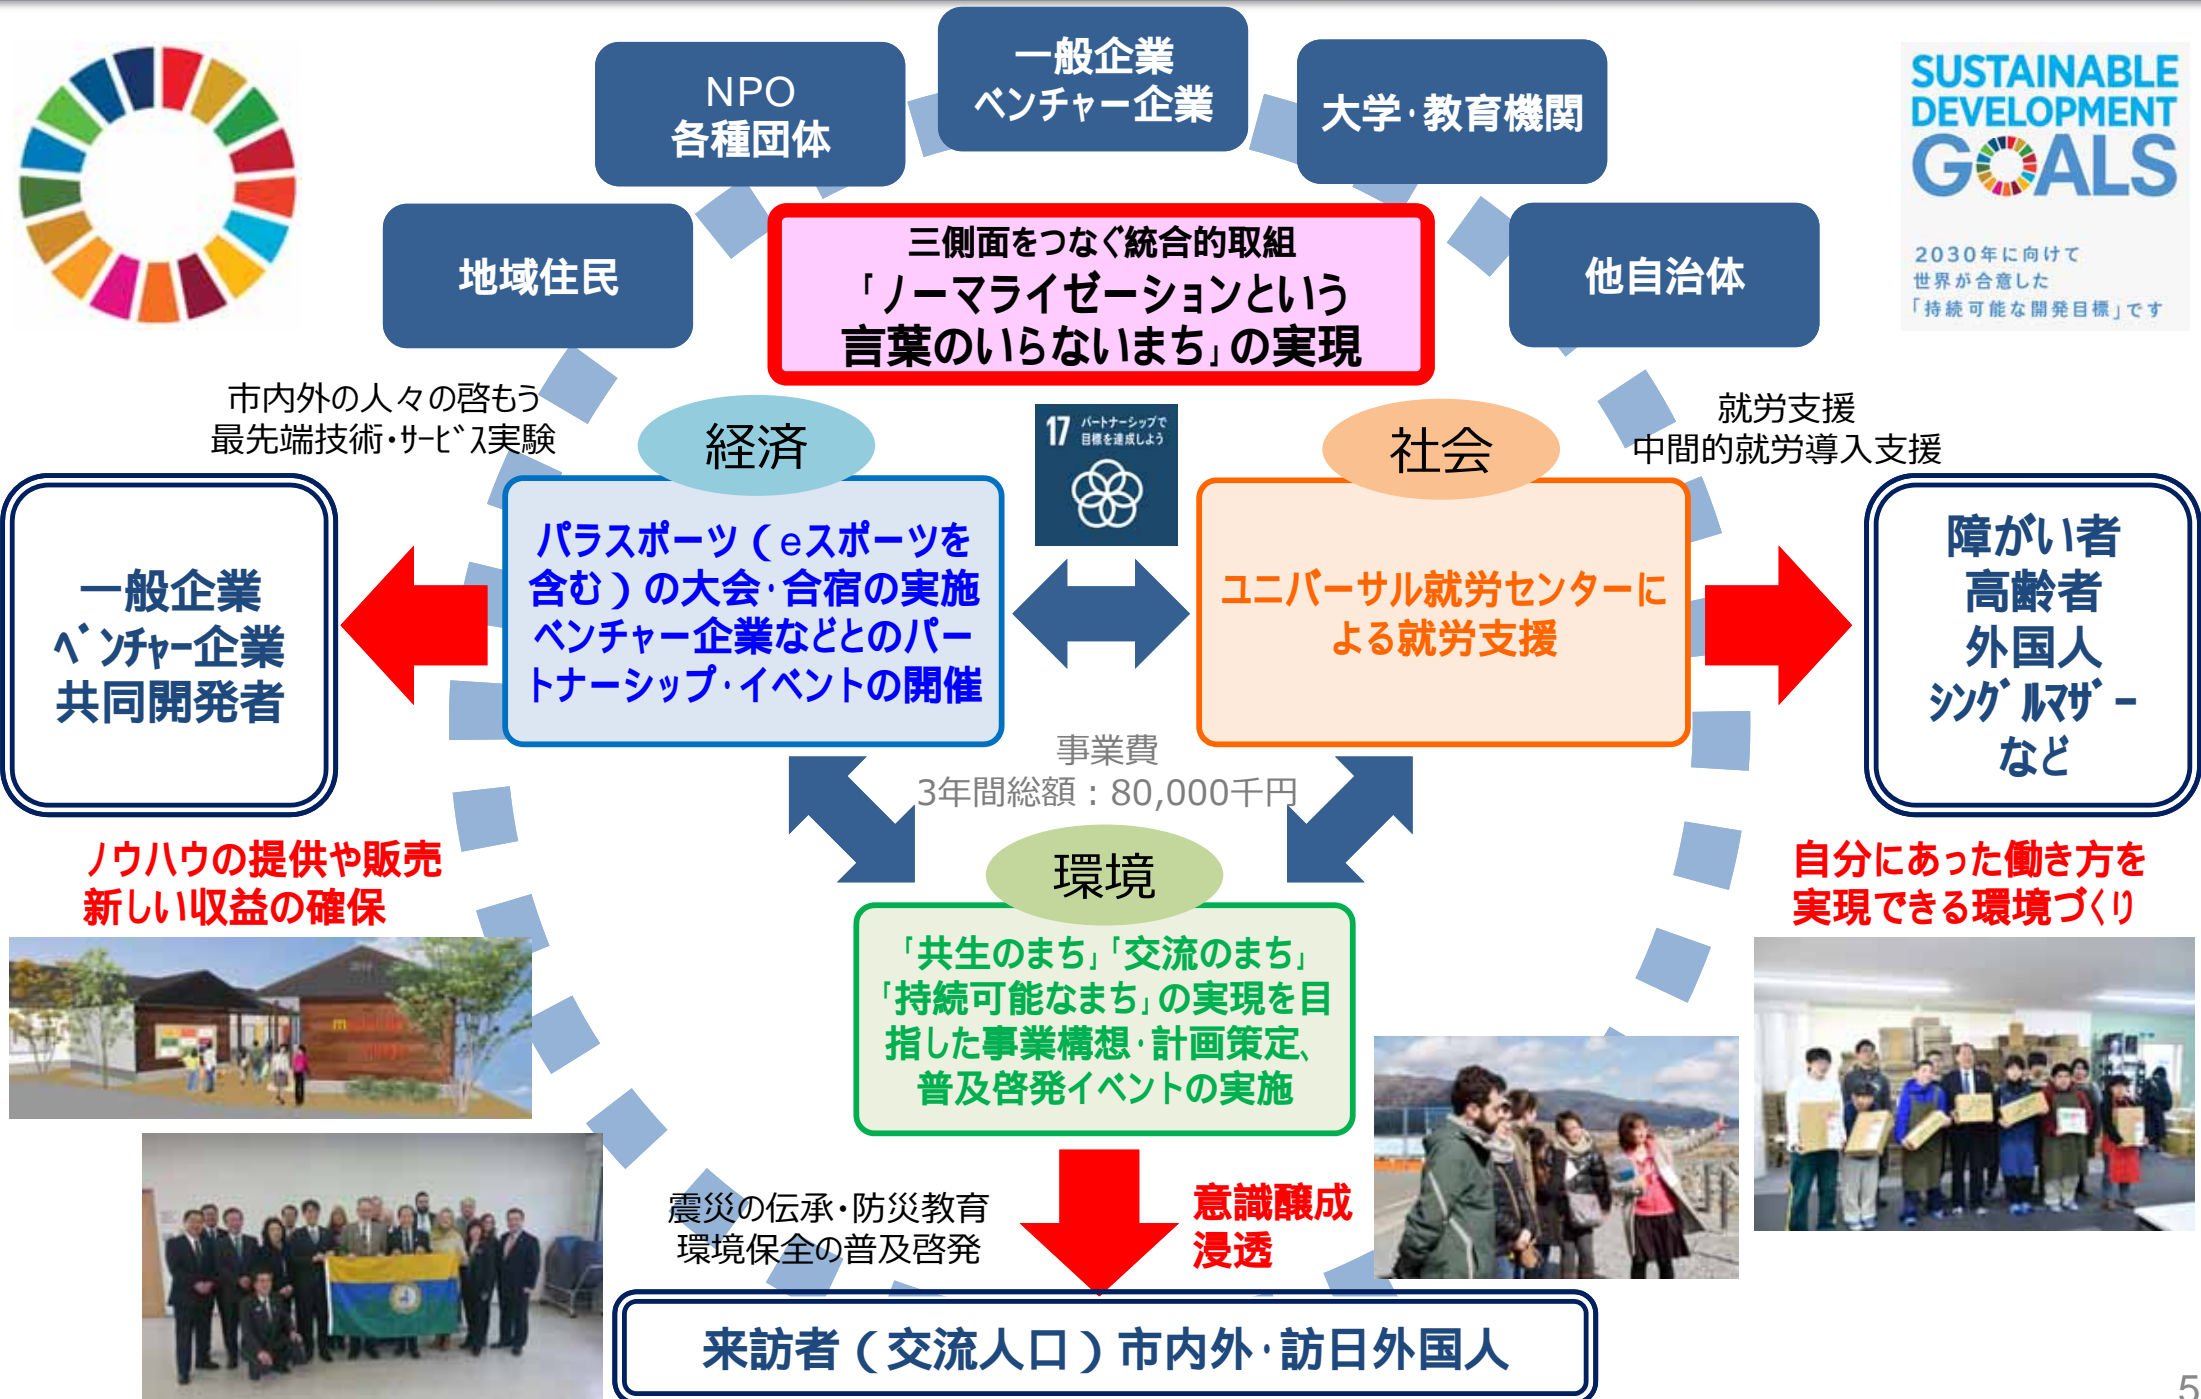 NPO
各種団体
一般企業
ベンチャー企業
大学・教育機関
SUSTAINABLE
DEVELOPMENT
GOALS
2030年に向けて
世界が合意した
「持続可能な開発目標」です
地域住民
三側面をつなぐ統合的取組
「ノーマライゼーションという
言葉のいらないまち」の実現
他自治体
市内外の人々の啓もう
最先端技術・ｻｰﾋﾞｽ実験
経済
17 パートナーシップで
目標を達成しよう
社会
就労支援
中間的就労導入支援
一般企業
ﾍﾞﾝﾁｬｰ企業
共同開発者
パラスポーツ（eスポーツを
含む）の大会・合宿の実施
ベンチャー企業などとのパー
トナーシップ・イベントの開催
ユニバーサル就労センターに
よる就労支援
障がい者
高齢者
外国人
ｼﾝｸﾞﾙﾏｻﾞｰ
など
事業費
3年間総額：80,000千円
ノウハウの提供や販売
新しい収益の確保
環境
自分にあった働き方を
実現できる環境づくり
「共生のまち」「交流のまち」
「持続可能なまち」の実現を目
指した事業構想・計画策定、
普及啓発イベントの実施
震災の伝承・防災教育
環境保全の普及啓発
意識醸成
浸透
来訪者（交流人口）市内外・訪日外国人
5